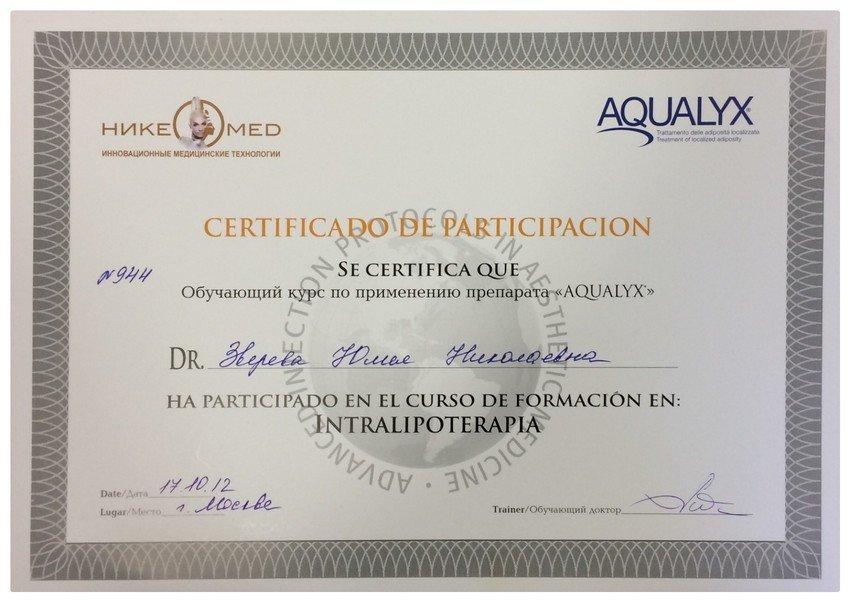 НИКЕ MED
ИННОВАЦИОННЫЕ МЕДИЦИНСКИЕ ТЕХНОЛОГИИ
AQUALYX®
Trattamento delle adiposità localizzate
Treatment of localized adiposity
CERTIFICADO DE PARTICIPACION
ADVANCED INJECTION PROTOCOLS IN AESTHETIC MEDICINE •
№944
SE CERTIFICA QUE
Обучающий курс по применению препарата «AQUALYX®»
DR. Зверева Юлия Николаевна
HA PARTICIPADO EN EL CURSO DE FORMACIÓN EN:
INTRALIPOTERAPIA
Date/Дата 17.10.12
Lugar/Место г. Москва
Trainer/Обучающий доктор